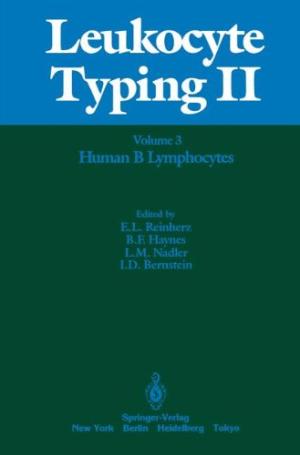 Leukocyte
Typing II
Volume 3
Human B Lymphocytes
Edited by
E.L. Reinherz
B.F. Haynes
L.M. Nadler
I.D. Bernstein
Springer-Verlag
New York Berlin Heidelberg Tokyo